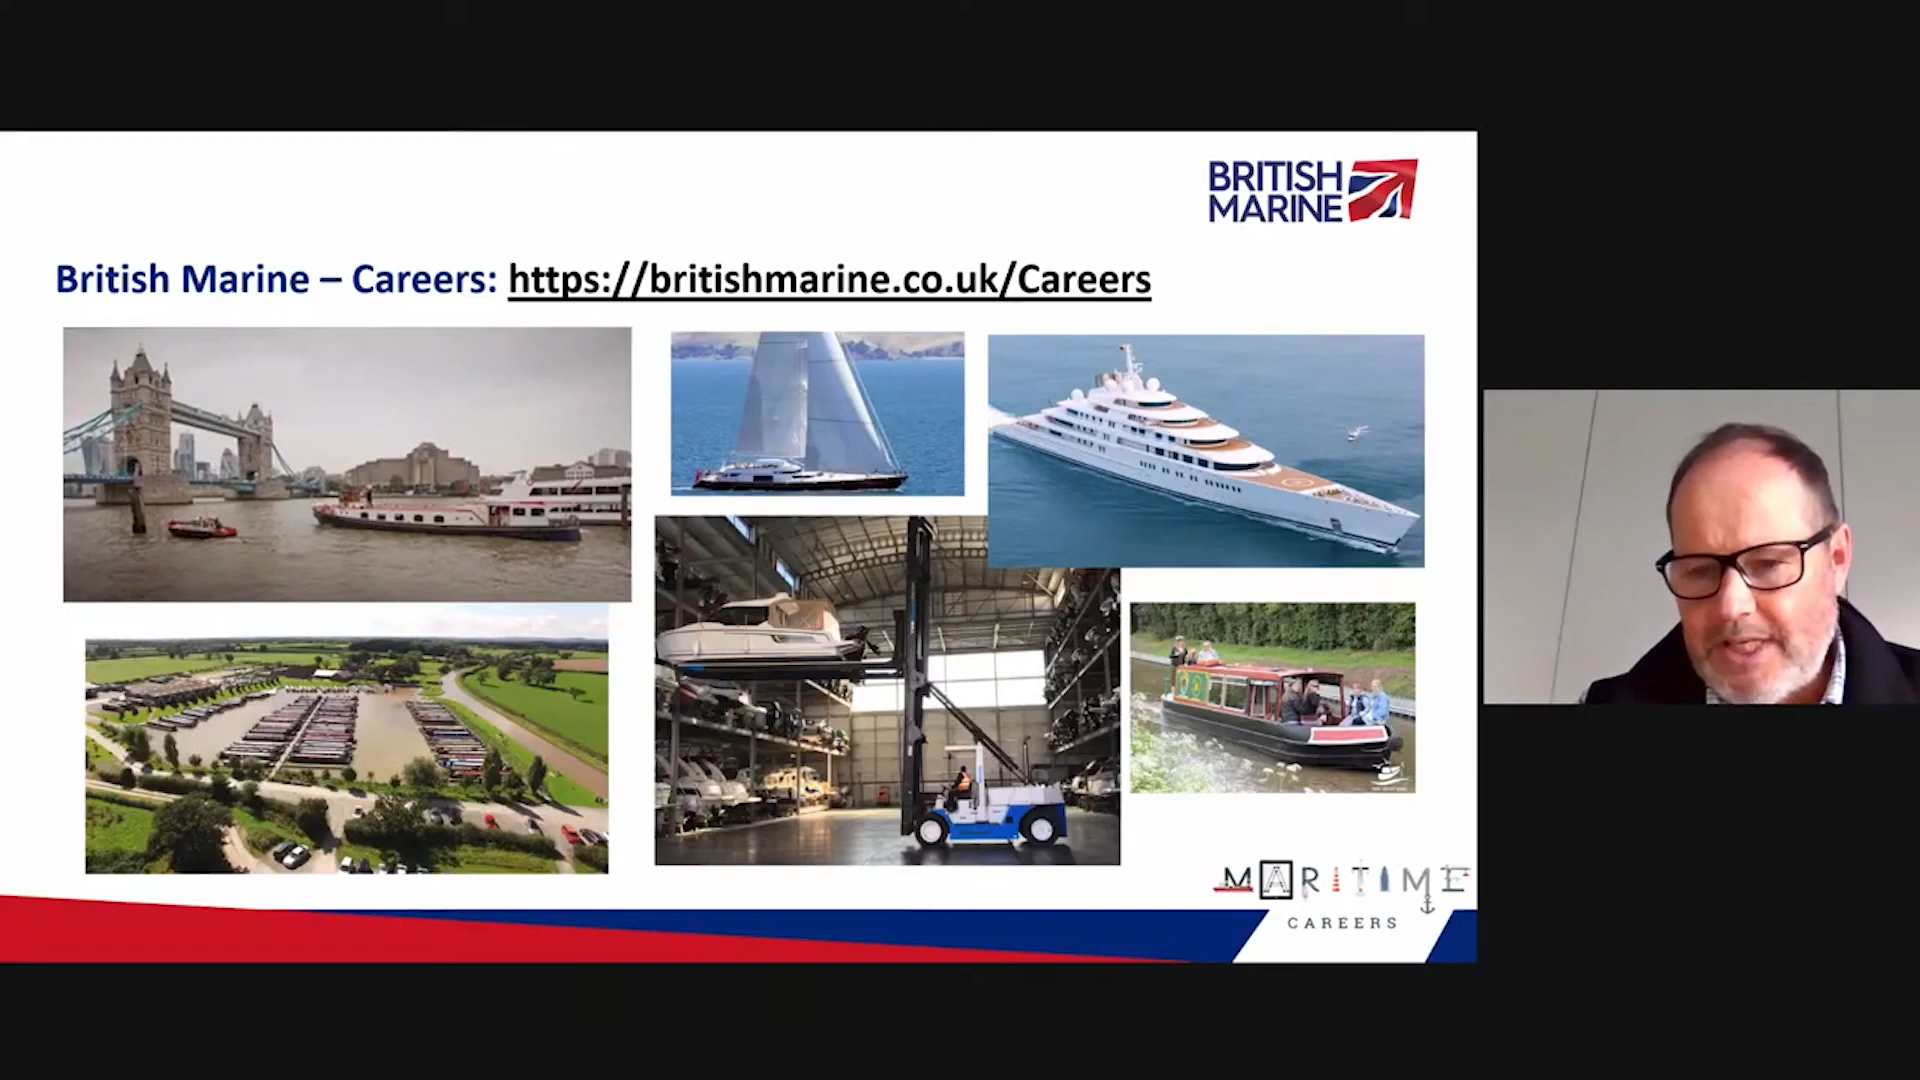 BRITISH
MARINE
British Marine – Careers: https://britishmarine.co.uk/Careers
MARITIME
CAREERS